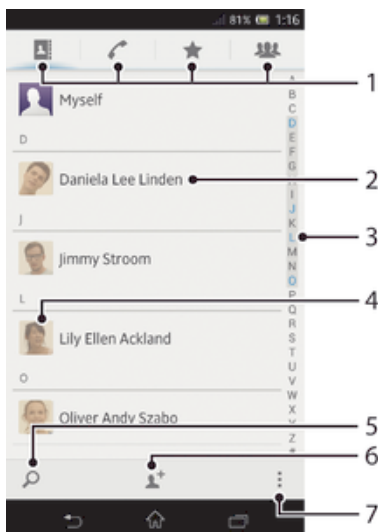 81% 1:16
1
Myself
A
B
C
D
D
E
F
G
H
Daniela Lee Linden
2
I
J
J
K
L
3
M
Jimmy Stroom
N
O
L
P
4
Q
R
Lily Ellen Ackland
S
T
U
O
V
W
X
Oliver Andy Szabo
Y
Z
#
5
6
7